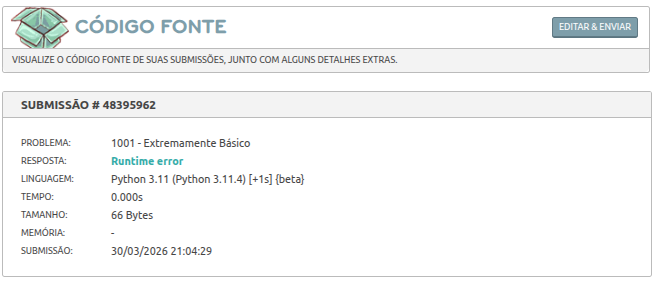 CÓDIGO FONTE
EDITAR & ENVIAR
VISUALIZE O CÓDIGO FONTE DE SUAS SUBMISSÕES, JUNTO COM ALGUNS DETALHES EXTRAS.
SUBMISSÃO # 48395962
PROBLEMA: 1001 - Extremamente Básico
RESPOSTA: Runtime error
LINGUAGEM: Python 3.11 (Python 3.11.4) [+1s] {beta}
TEMPO: 0.000s
TAMANHO: 66 Bytes
MEMÓRIA: -
SUBMISSÃO: 30/03/2026 21:04:29